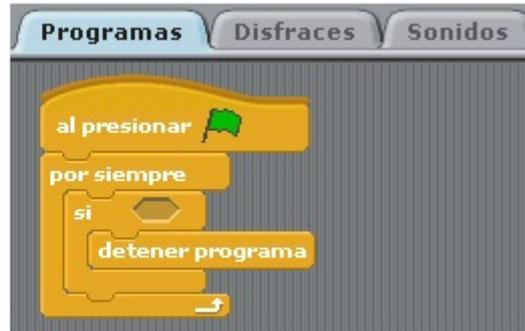 Programas Disfraces Sonidos
al presionar
por siempre
si
detener programa